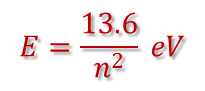 E = 13.6/n² eV